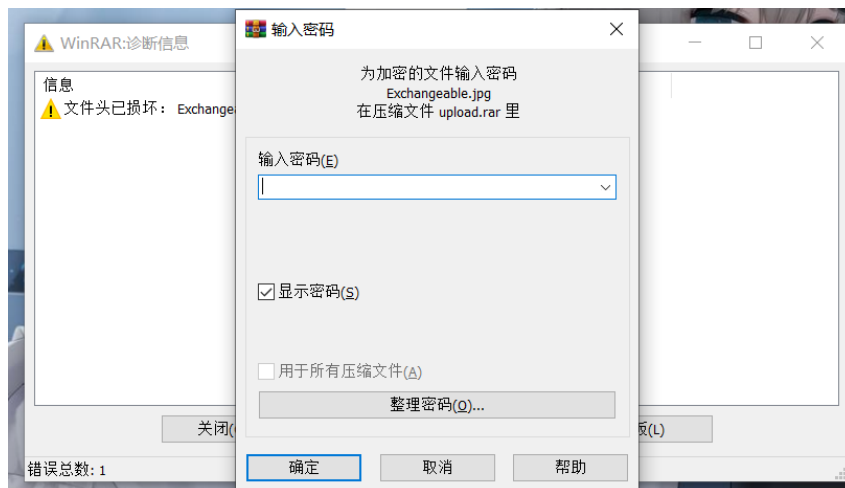 WinRAR:诊断信息
信息
文件头已损坏： Exchange
错误总数: 1
关闭(
版(L)
输入密码
为加密的文件输入密码
Exchangeable.jpg
在压缩文件 upload.rar 里
输入密码(E)
显示密码(S)
用于所有压缩文件(A)
整理密码(O)...
确定
取消
帮助